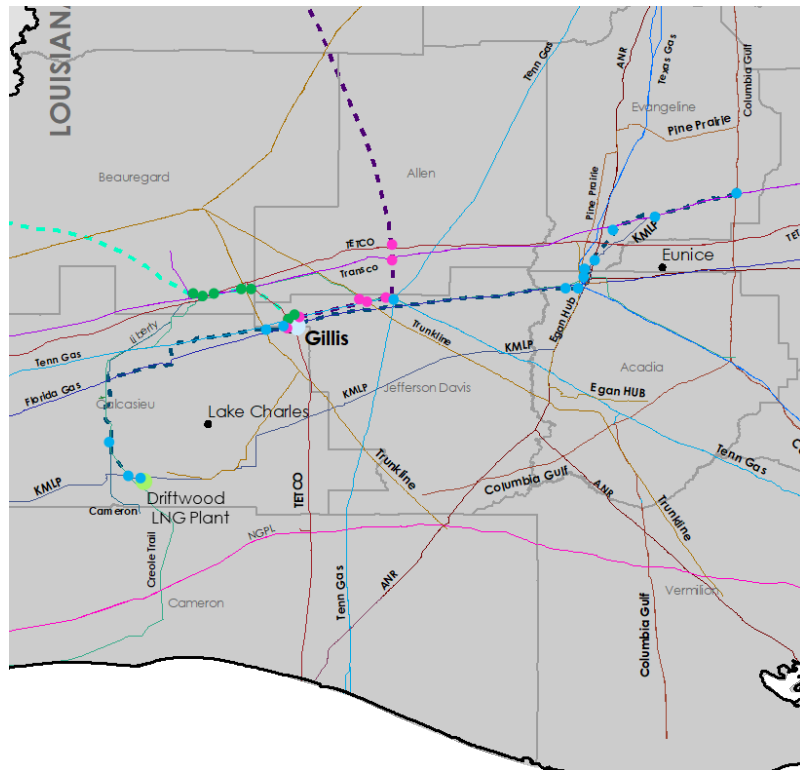 LOUISIANA
Tenn Gas
ANR
Texas Gas
Columbia Gulf
Evangeline
Pine Prairie
Beauregard
Allen
Pine Prairie
KMLP
TETCO
TET
Transco
Eunice
Liberty
Gillis
Trunkline
Egan Hub
Tenn Gas
KMLP
Acadia
Florida Gas
Calcasieu
KMLP
Jefferson Davis
Egan HUB
Lake Charles
Trunkline
Tenn Gas
KMLP
TETCO
Columbia Gulf
ANR
Trunkline
Cameron
Driftwood
LNG Plant
Creole Trail
NGPL
ANR
Tenn Gas
Cameron
Vermilion
Columbia Gulf